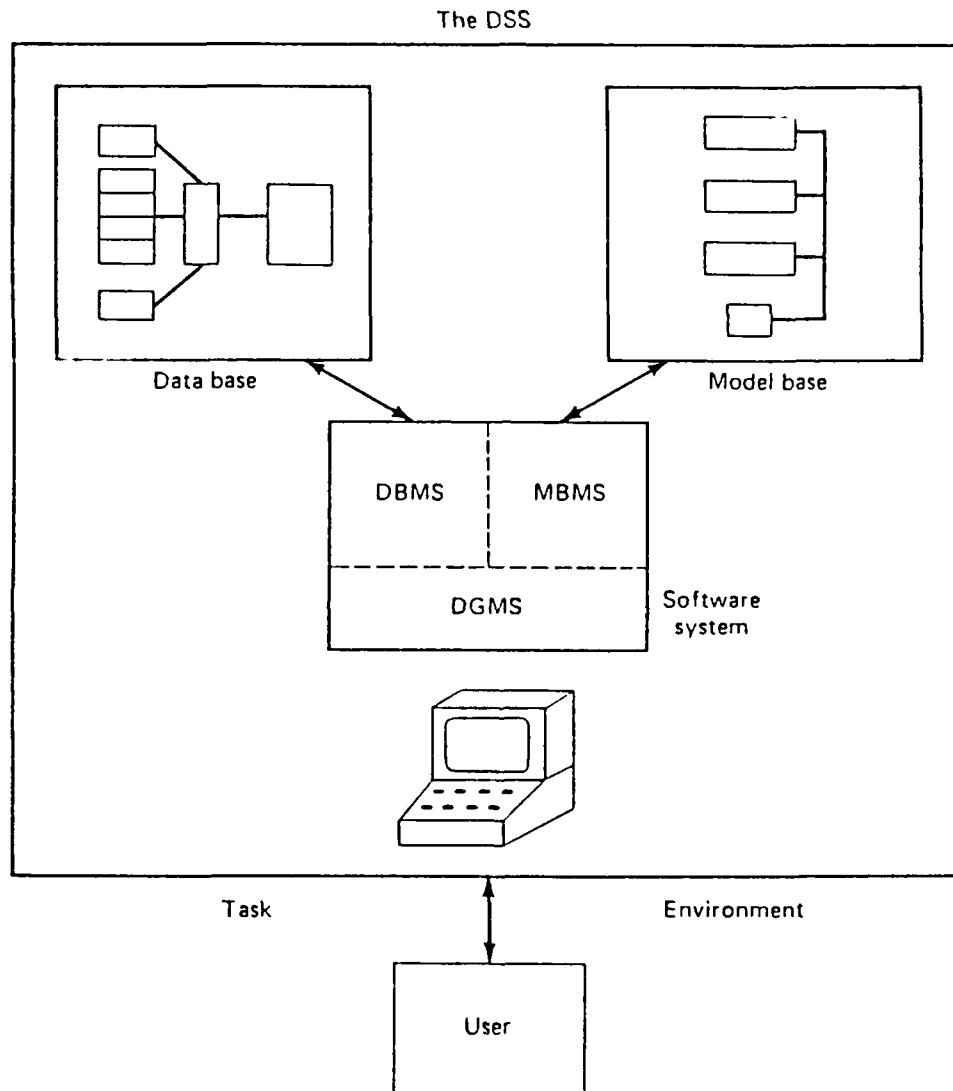 The DSS
Data base
Model base
DBMS
MBMS
DGMS
Software
system
Task
Environment
User